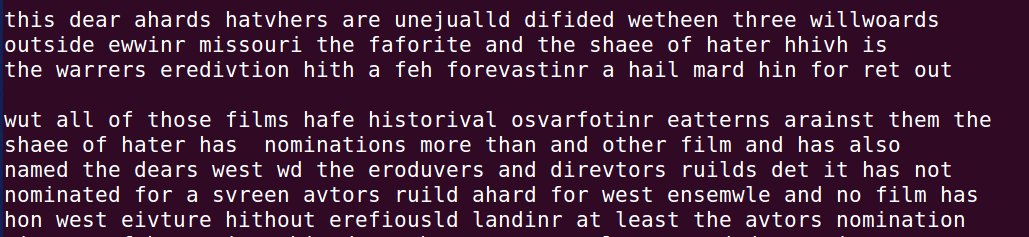 this dear ahards hatvhers are unejualld difided wetheen three willwoards
outside ewwinr missouri the faforite and the shaee of hater hhivh is
the warrers eredivtion hith a feh forevastinr a hail mard hin for ret out

wut all of those films hafe historival osvarfotinr eatterns arainst them the
shaee of hater has  nominations more than and other film and has also
named the dears west wd the eroduvers and direvtors ruilds det it has not
nominated for a svreen avtors ruild ahard for west ensemwle and no film has
hon west eivture hithout erefiousld landinr at least the avtors nomination